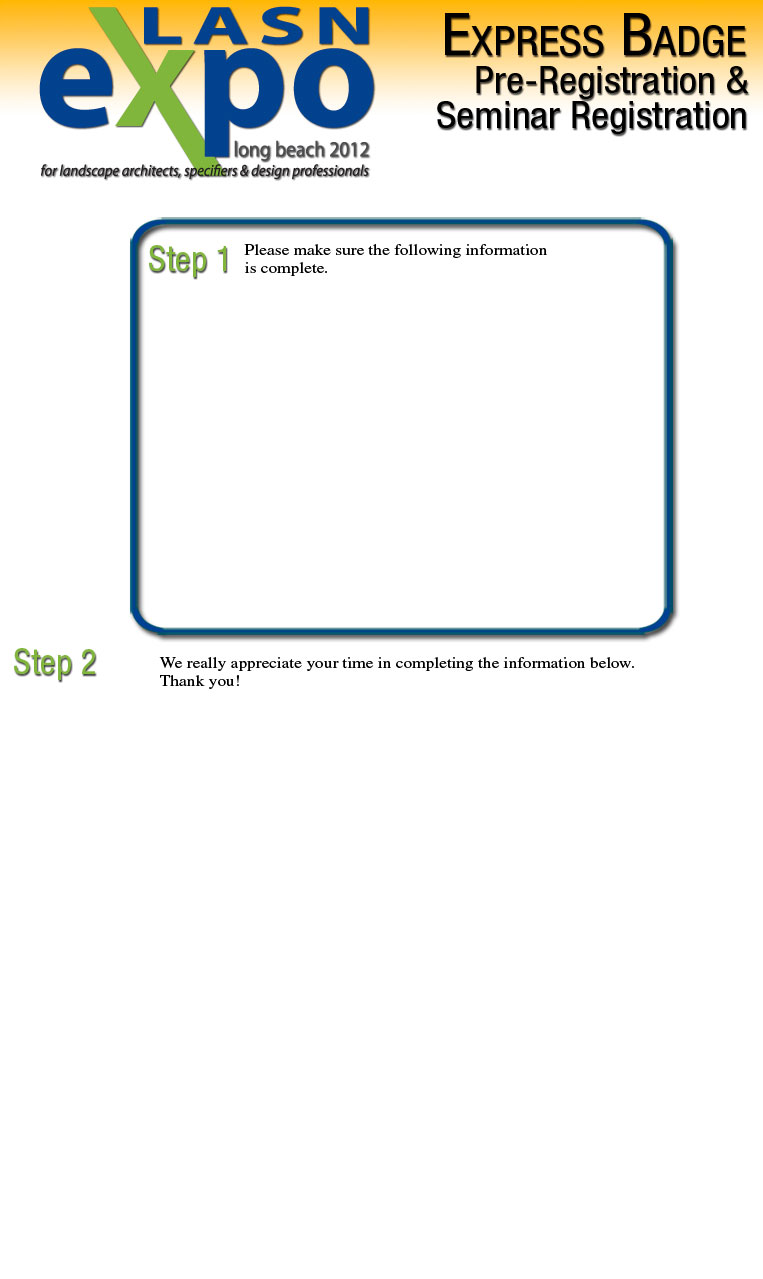 LASN
expo
long beach 2012
for landscape architects, specifiers & design professionals
EXPRESS BADGE
Pre-Registration &
Seminar Registration
Step 1
Please make sure the following information
is complete.
Step 2
We really appreciate your time in completing the information below.
Thank you!